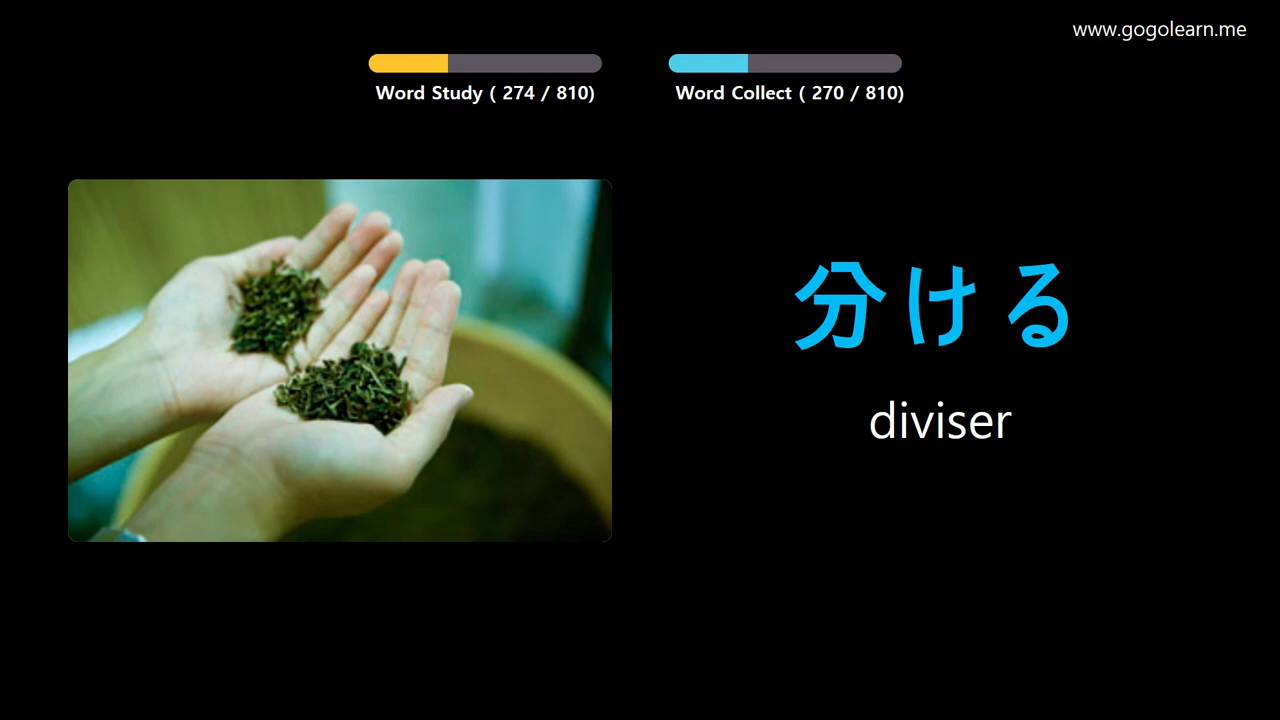 www.gogolearn.me
Word Study ( 274 / 810)
Word Collect ( 270 / 810)
分ける
diviser